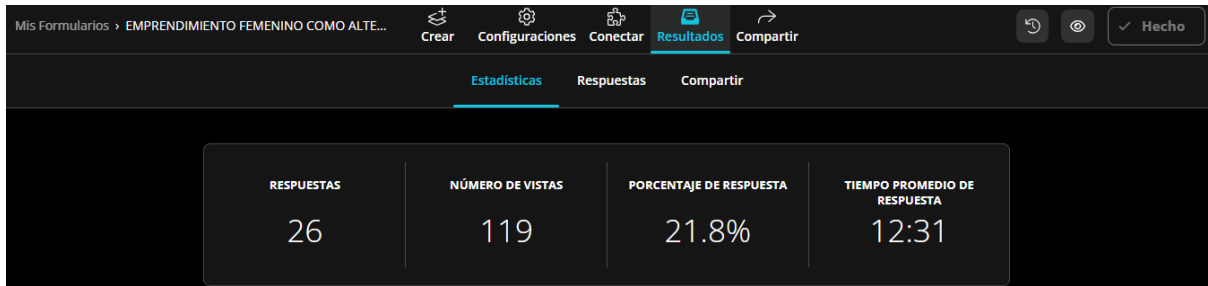 Mis Formularios › EMPRENDIMIENTO FEMENINO COMO ALTE...
Crear Configuraciones Conectar Resultados Compartir
Hecho
Estadísticas Respuestas Compartir
RESPUESTAS
26
NÚMERO DE VISTAS
119
PORCENTAJE DE RESPUESTA
21.8%
TIEMPO PROMEDIO DE
RESPUESTA
12:31